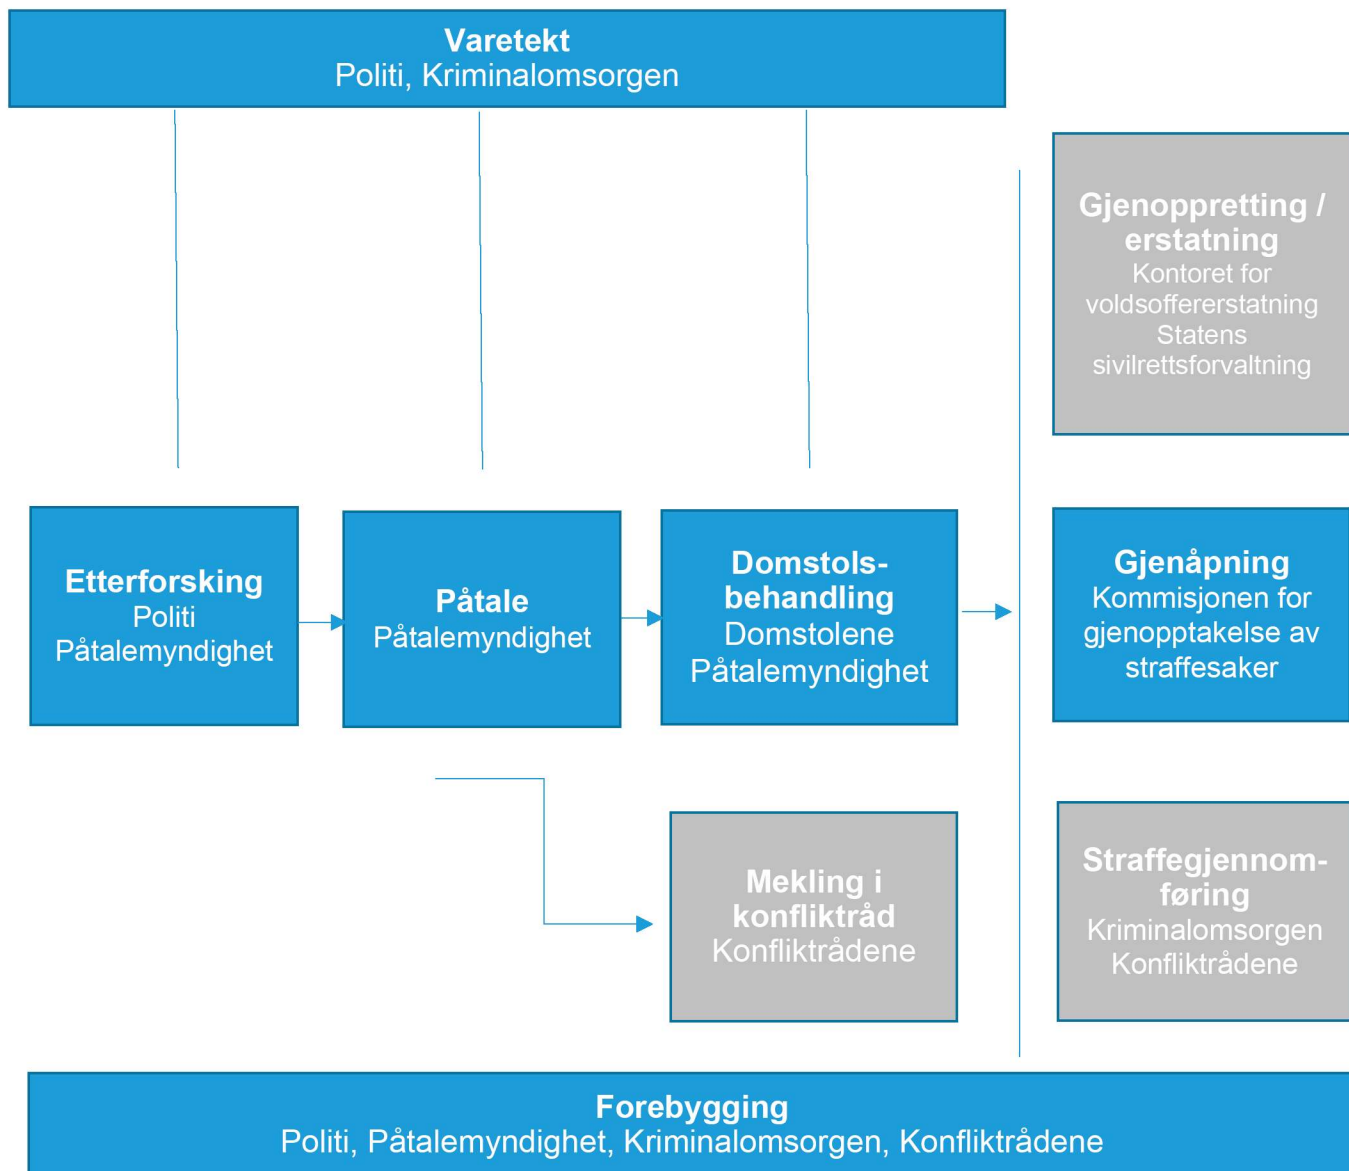 Varetekt
Politi, Kriminalomsorgen
Gjenoppretting /
erstatning
Kontoret for
voldsoffererstatning
Statens
sivilrettsforvaltning
Etterforsking
Politi
Påtalemyndighet
Påtale
Påtalemyndighet
Domstols-
behandling
Domstolene
Påtalemyndighet
Gjenåpning
Kommisjonen for
gjenopptakelse av
straffesaker
Mekling i
konfliktråd
Konfliktrådene
Straffegjennom-
føring
Kriminalomsorgen
Konfliktrådene
Forebygging
Politi, Påtalemyndighet, Kriminalomsorgen, Konfliktrådene